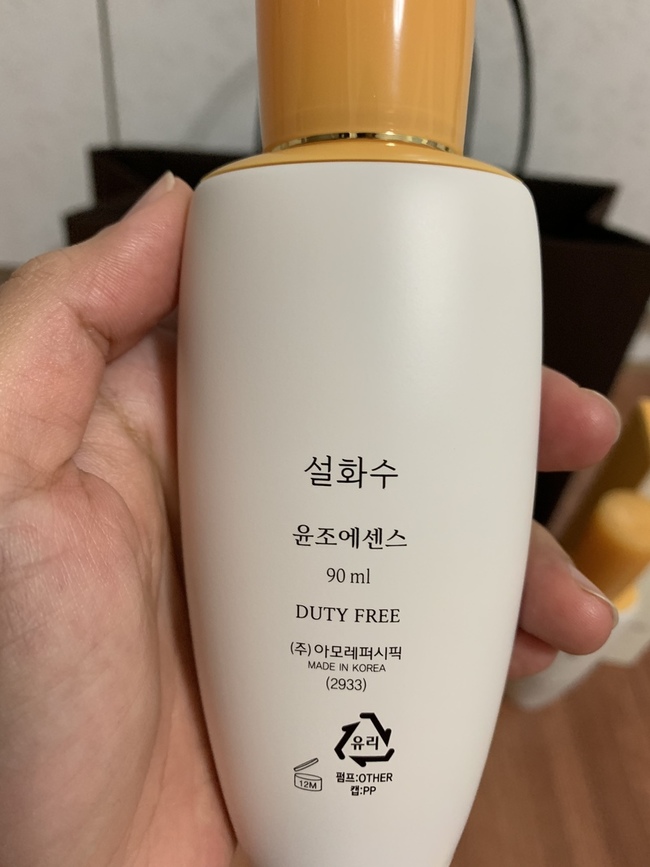 설화수
윤조에센스
90 ml
DUTY FREE
(주)아모레퍼시픽
MADE IN KOREA
(2933)
유리
12M
펌프:OTHER
캡:PP